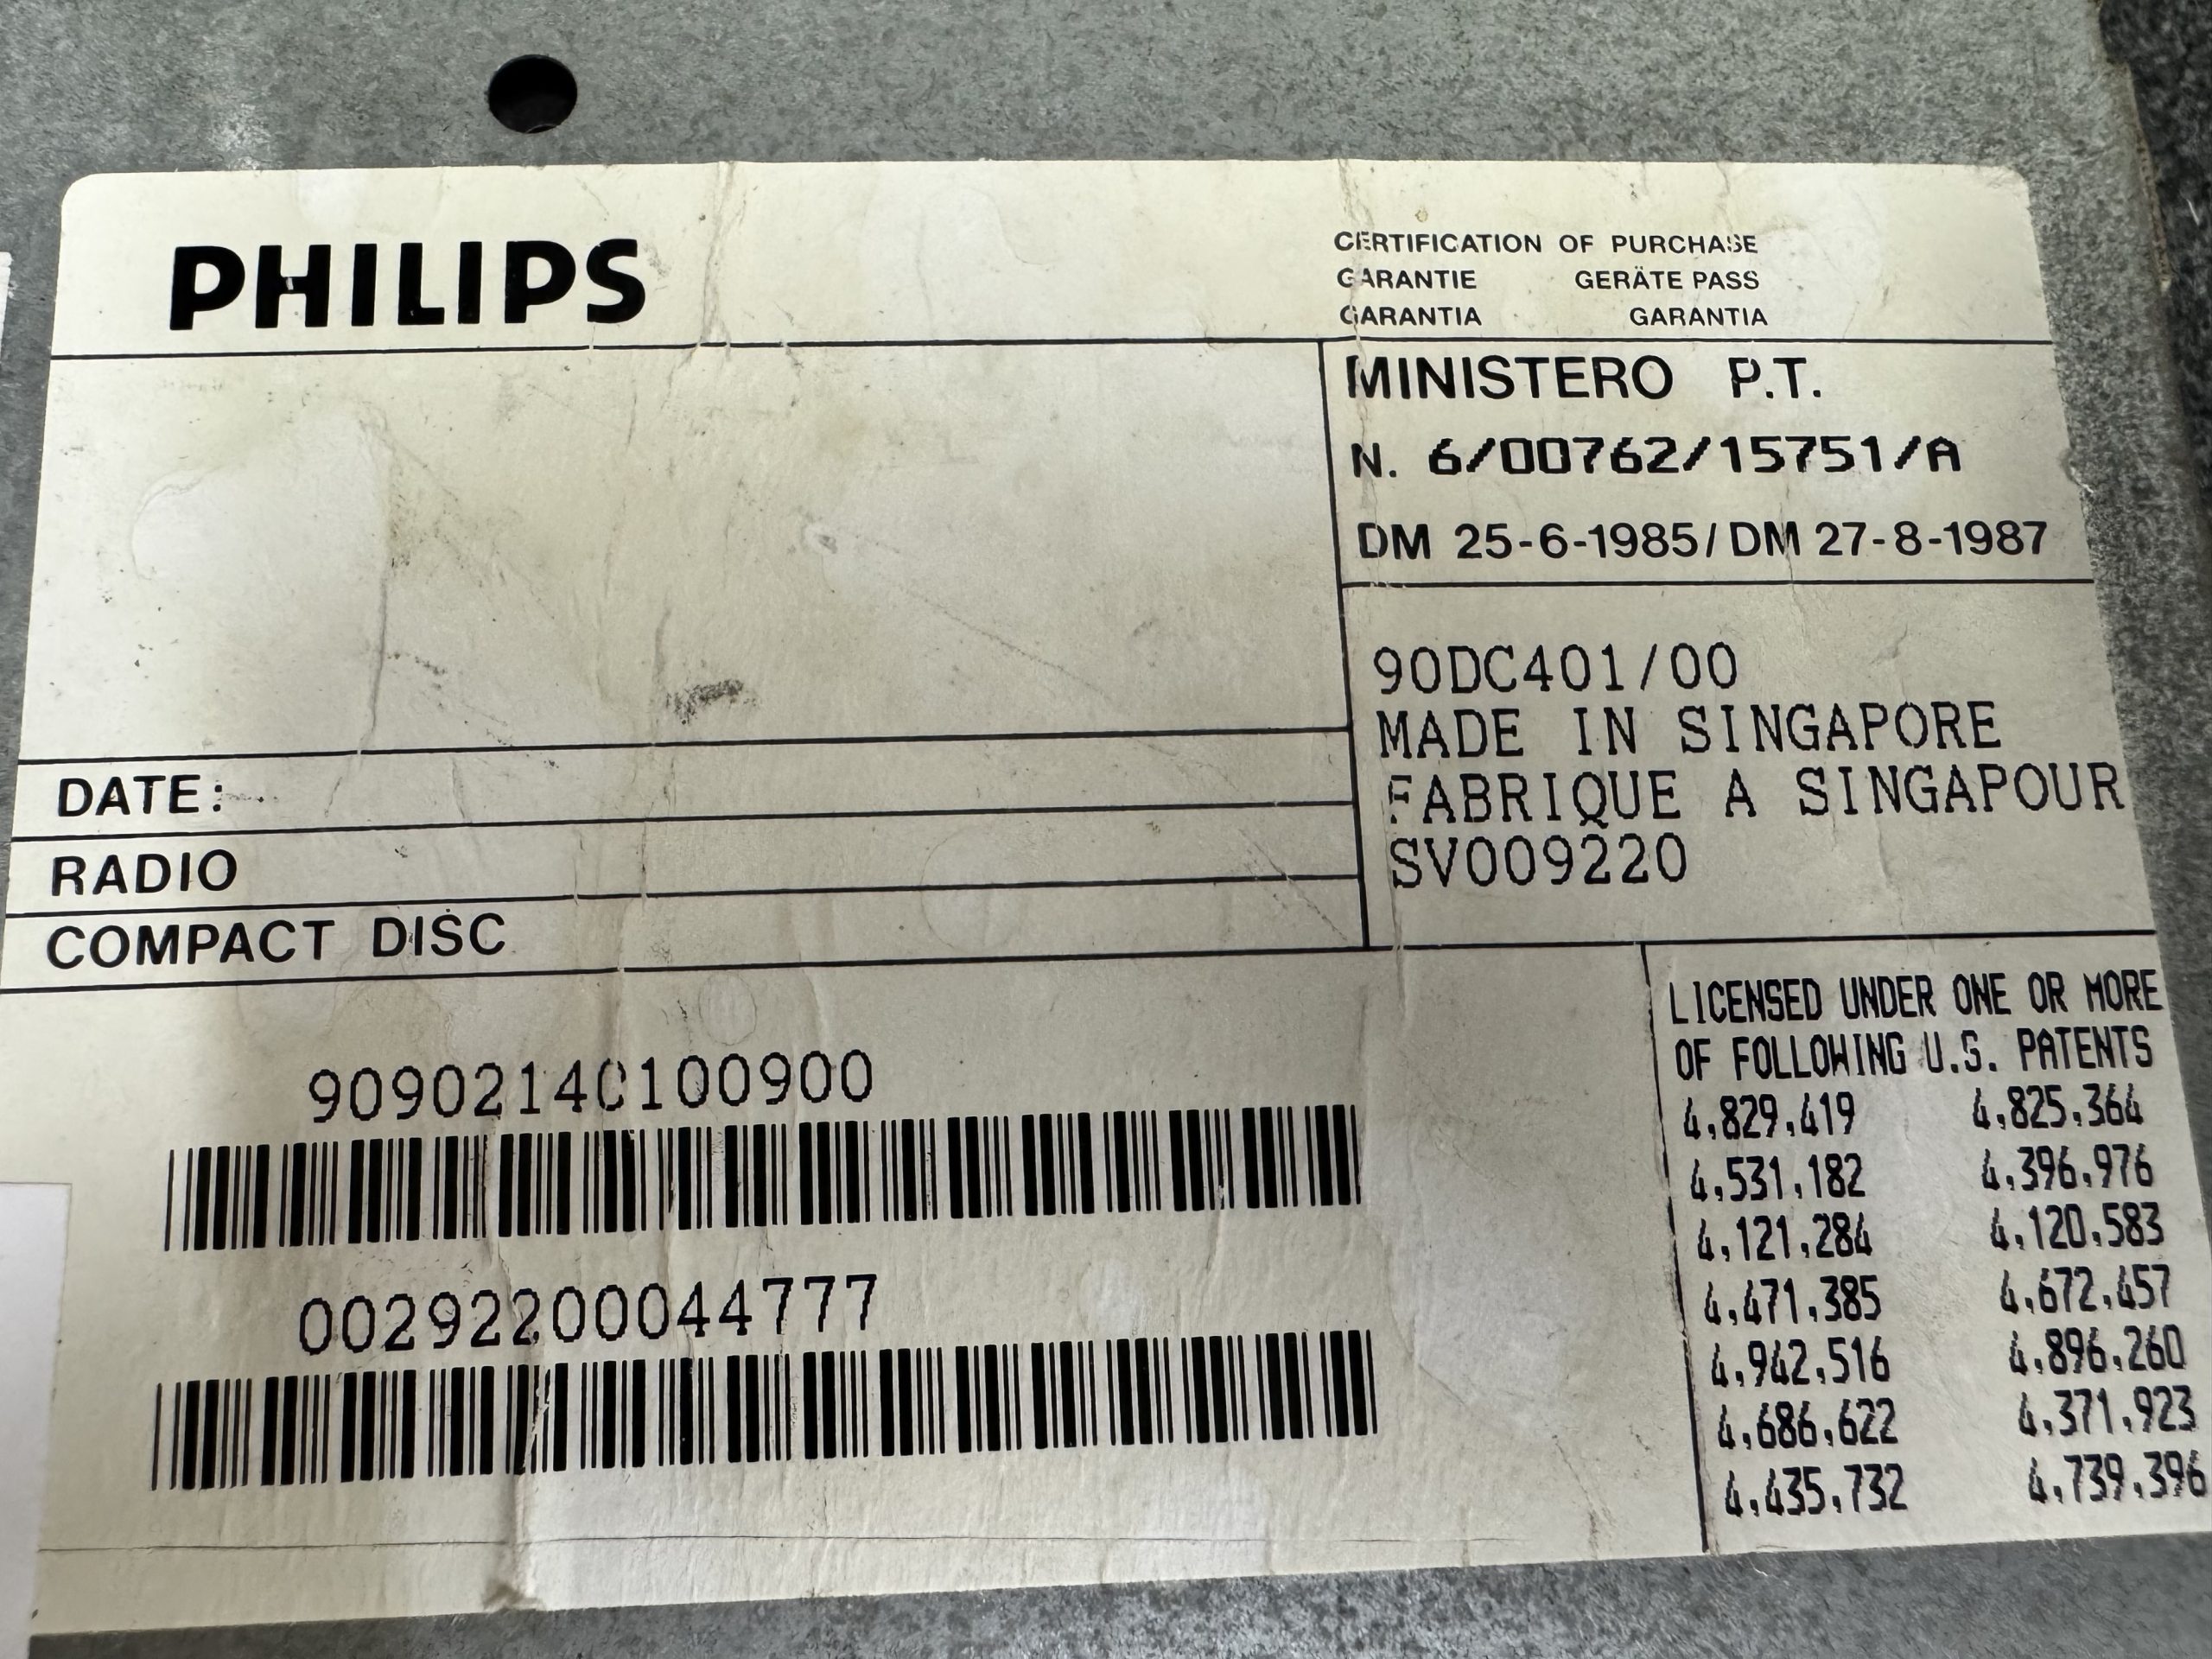 PHILIPS
CERTIFICATION OF PURCHASE
GARANTIE GERÄTE PASS
GARANTIA GARANTIA
MINISTERO P.T.
N. 6/00762/15751/A
DM 25-6-1985/DM 27-8-1987
90DC401/00
MADE IN SINGAPORE
FABRIQUE A SINGAPOUR
SV009220
DATE:
RADIO
COMPACT DISC
90902140100900
00292200044777
LICENSED UNDER ONE OR MORE
OF FOLLOWING U.S. PATENTS
4,829,419 4,825,364
4,531,182 4,396,976
4,121,284 4,120,583
4,471,385 4,672,457
4,942,516 4,896,260
4,686,622 4,371,923
4,435,732 4,739,396